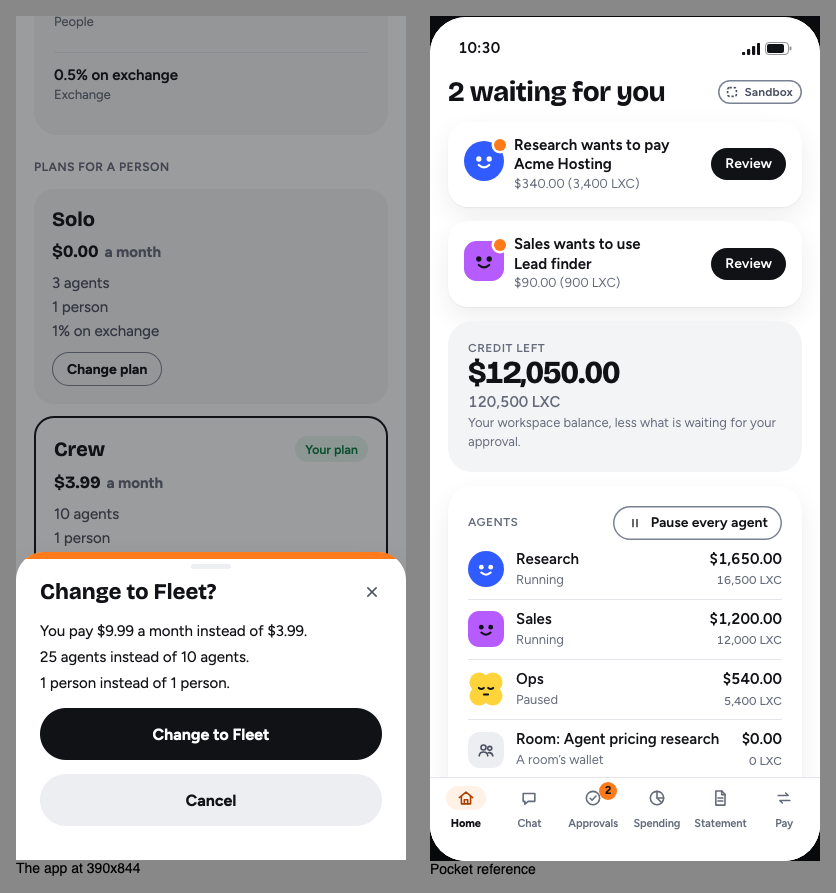 People
0.5% on exchange
Exchange
PLANS FOR A PERSON
Solo
$0.00 a month
3 agents
1 person
1% on exchange
Change plan
Crew
Your plan
$3.99 a month
10 agents
1 person
Change to Fleet?
You pay $9.99 a month instead of $3.99.
25 agents instead of 10 agents.
1 person instead of 1 person.
Change to Fleet
Cancel
The app at 390x844
10:30
2 waiting for you
Sandbox
Research wants to pay
Acme Hosting
$340.00 (3,400 LXC)
Review
Sales wants to use
Lead finder
$90.00 (900 LXC)
Review
CREDIT LEFT
$12,050.00
120,500 LXC
Your workspace balance, less what is waiting for your
approval.
AGENTS
Pause every agent
Research
$1,650.00
Running
16,500 LXC
Sales
$1,200.00
Running
12,000 LXC
Ops
$540.00
Paused
5,400 LXC
Room: Agent pricing research
$0.00
A room's wallet
0 LXC
2
Home
Chat
Approvals
Spending
Statement
Pay
Pocket reference